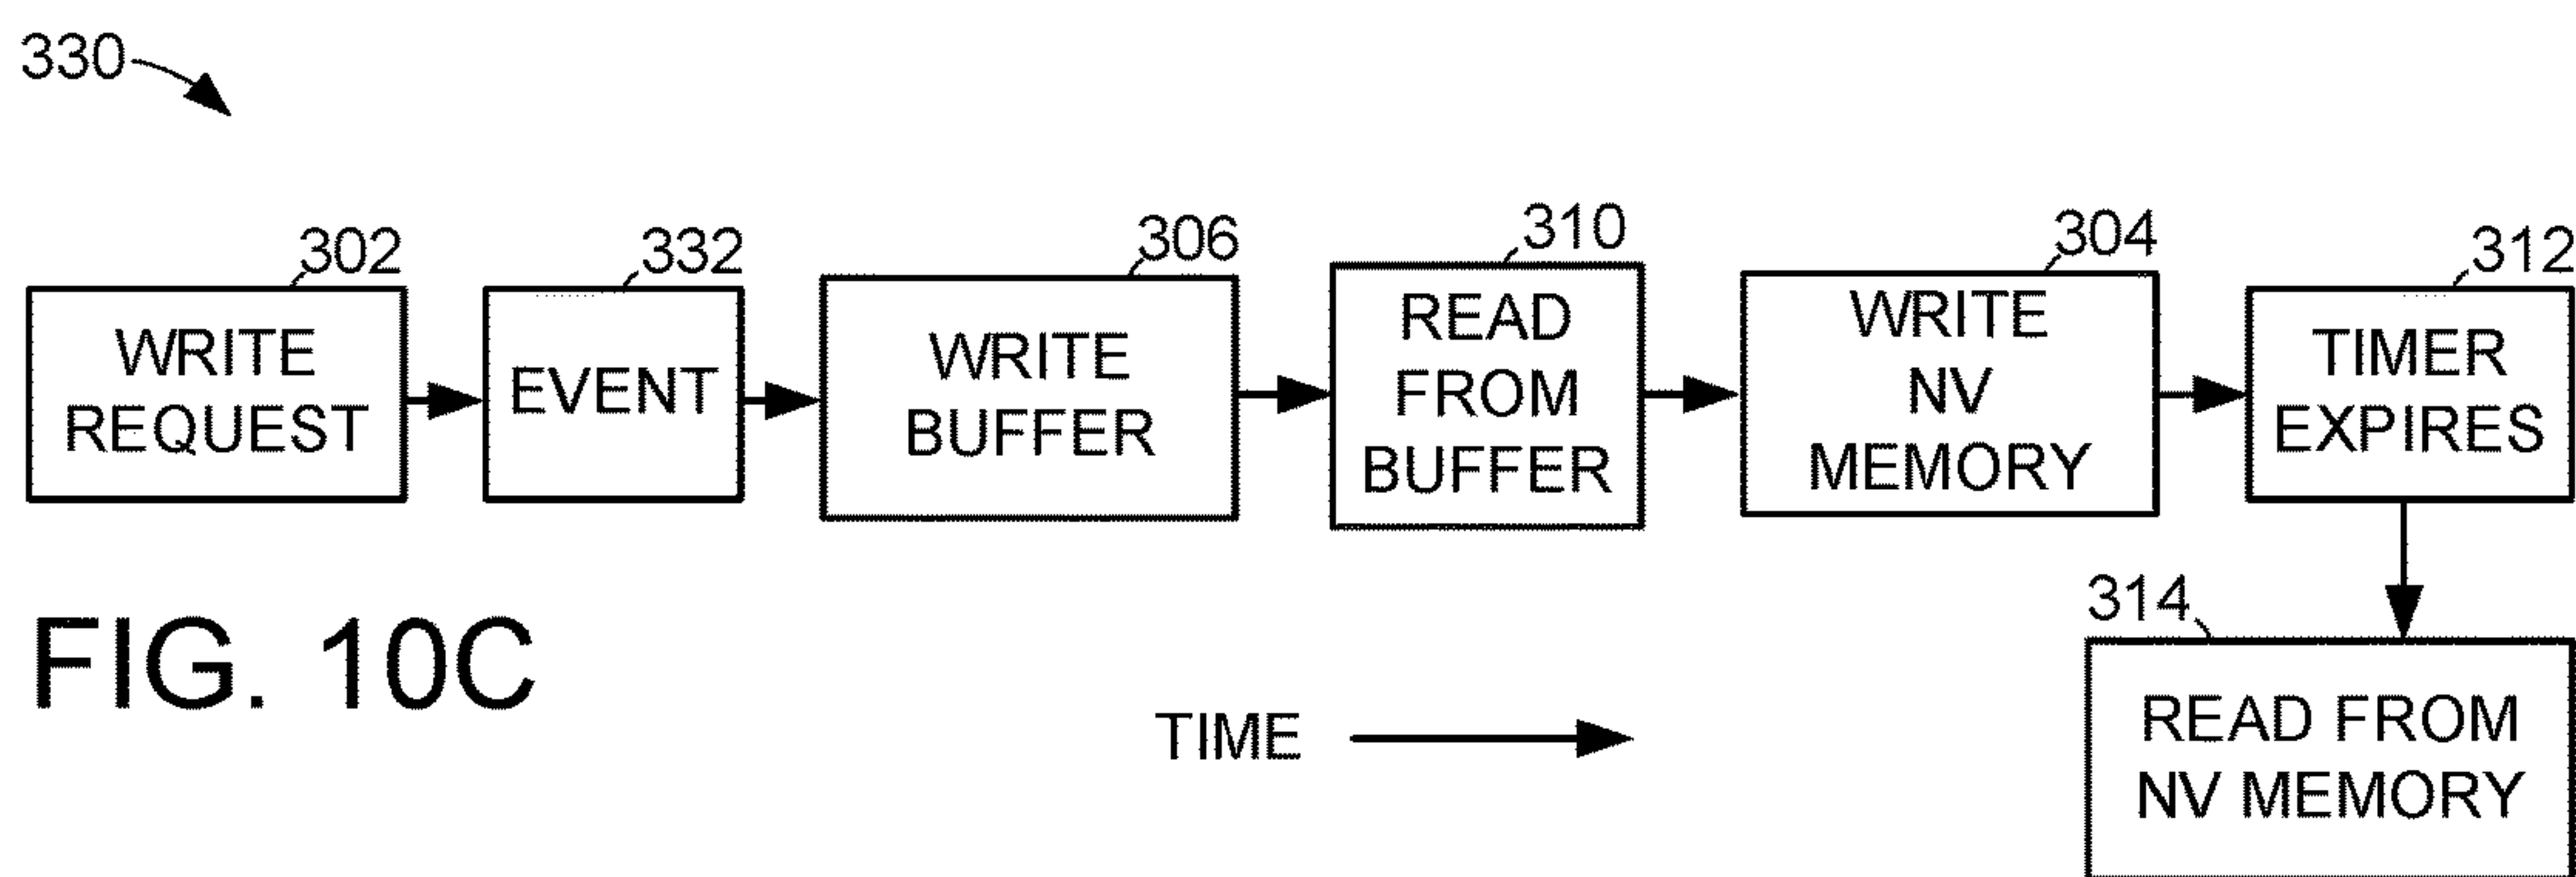 330
302
WRITE
REQUEST
332
EVENT
306
WRITE
BUFFER
310
READ
FROM
BUFFER
304
WRITE
NV
MEMORY
312
TIMER
EXPIRES
314
READ FROM
NV MEMORY
FIG. 10C
TIME